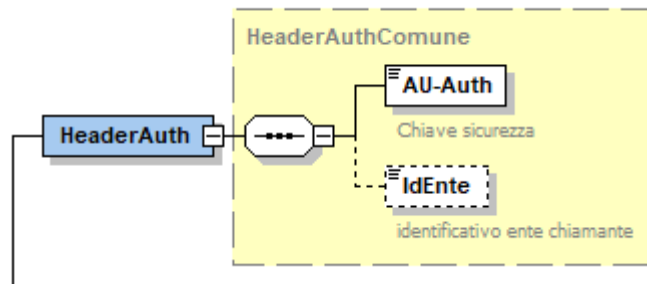 HeaderAuthComune
AU-Auth
Chiave sicurezza
HeaderAuth
IdEnte
identificativo ente chiamante